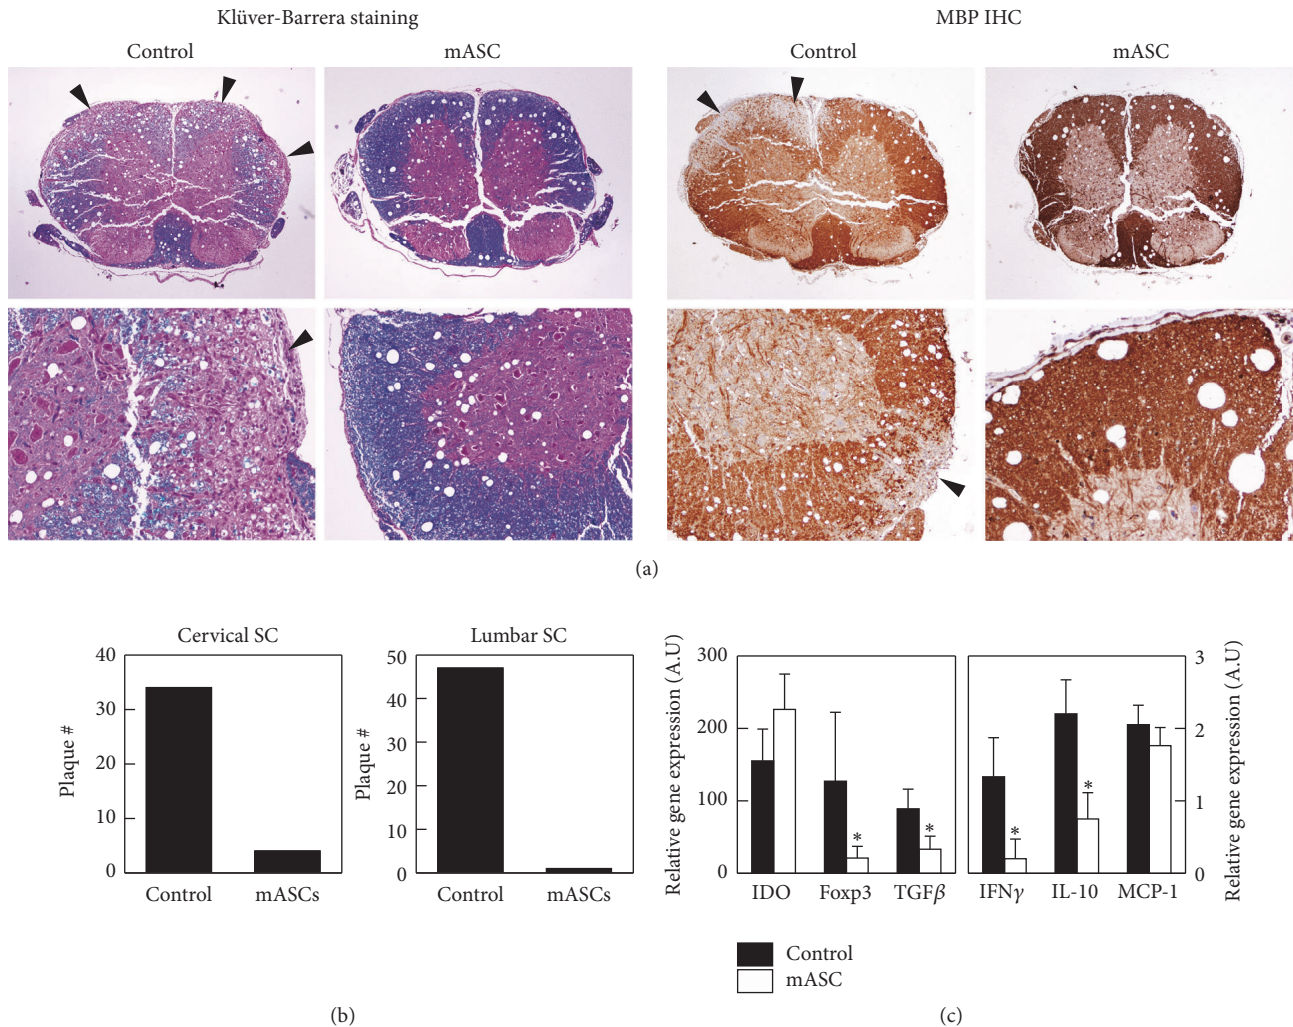 Klüver-Barrera staining
MBP IHC
Control
mASC
Control
mASC
(a)
Cervical SC
Plaque #
40
30
20
10
0
Control
mASCs
Lumbar SC
Plaque #
50
40
30
20
10
0
Control
mASCs
(b)
Relative gene expression (A.U)
300
200
100
0
*
*
IDO
Foxp3
TGFβ
*
*
IFNγ
IL-10
MCP-1
3
2
1
0
Relative gene expression (A.U)
Control
mASC
(c)